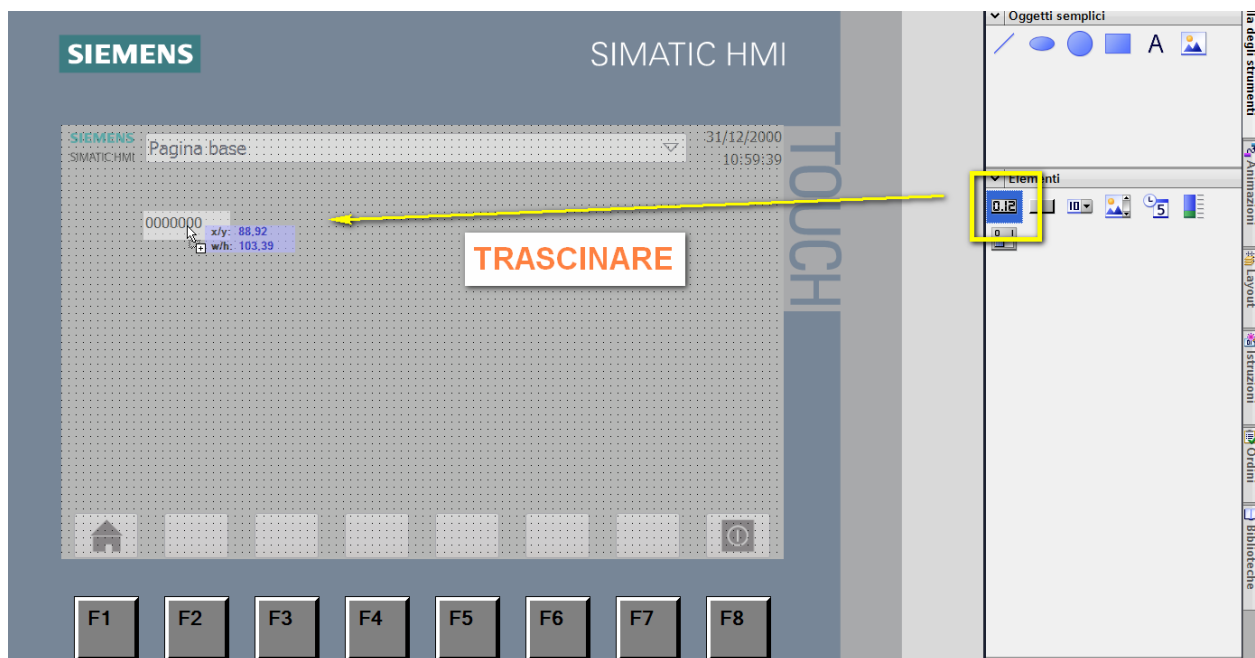 Oggetti semplici
SIEMENS
SIMATIC HMI
A
SIEMENS
SIMATIC HMI
Pagina base
31/12/2000
10:59:39
TOUCH
Elementi
0.12
10
5
0000000
x/y: 88,92
w/h: 103,39
TRASCINARE
F1
F2
F3
F4
F5
F6
F7
F8
degli strumenti
Animazioni
Layout
Istruzioni
Ordini
Biblioteche